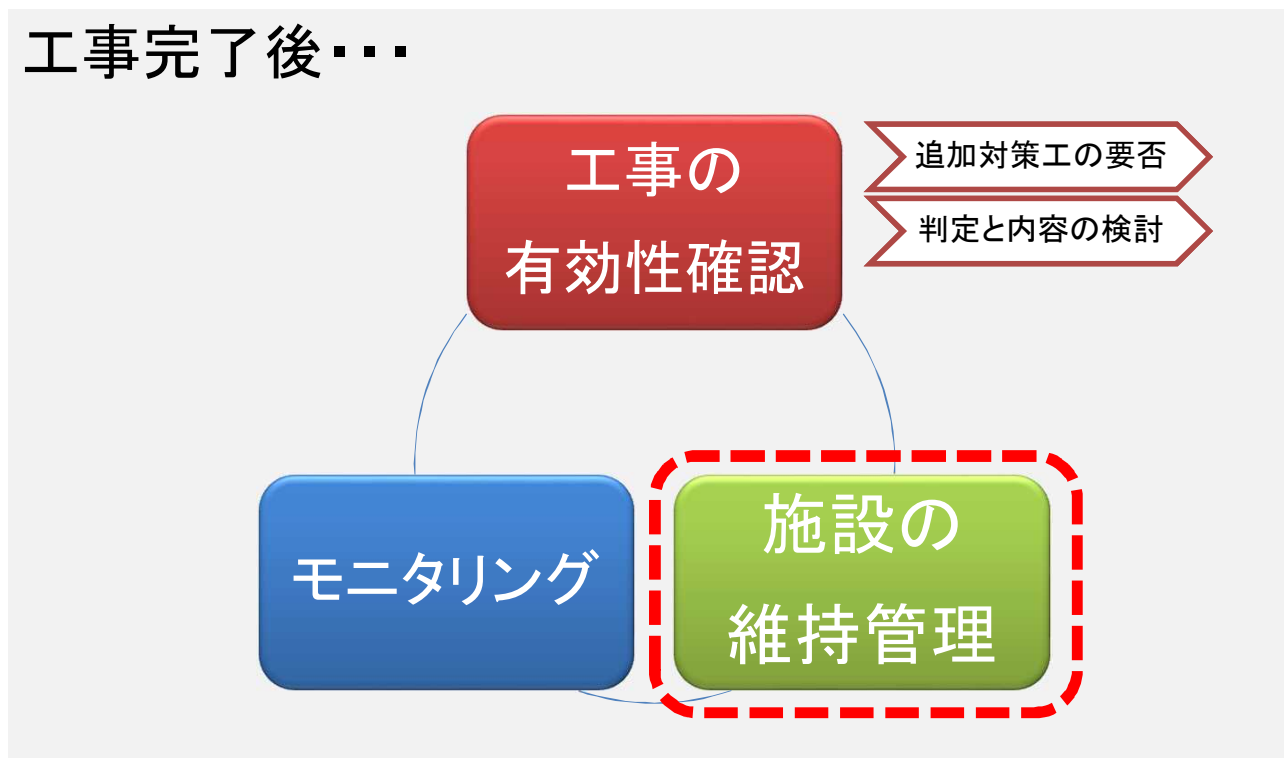 工事完了後･･･
工事の
有効性確認
追加対策工の要否
判定と内容の検討
モニタリング
施設の
維持管理